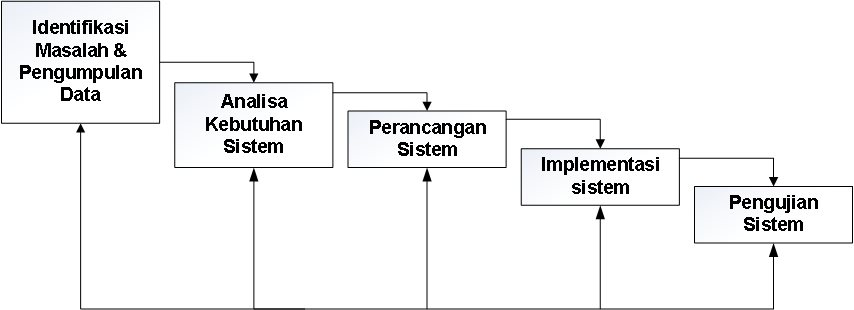 Identifikasi
Masalah &
Pengumpulan
Data
Analisa
Kebutuhan
Sistem
Perancangan
Sistem
Implementasi
sistem
Pengujian
Sistem